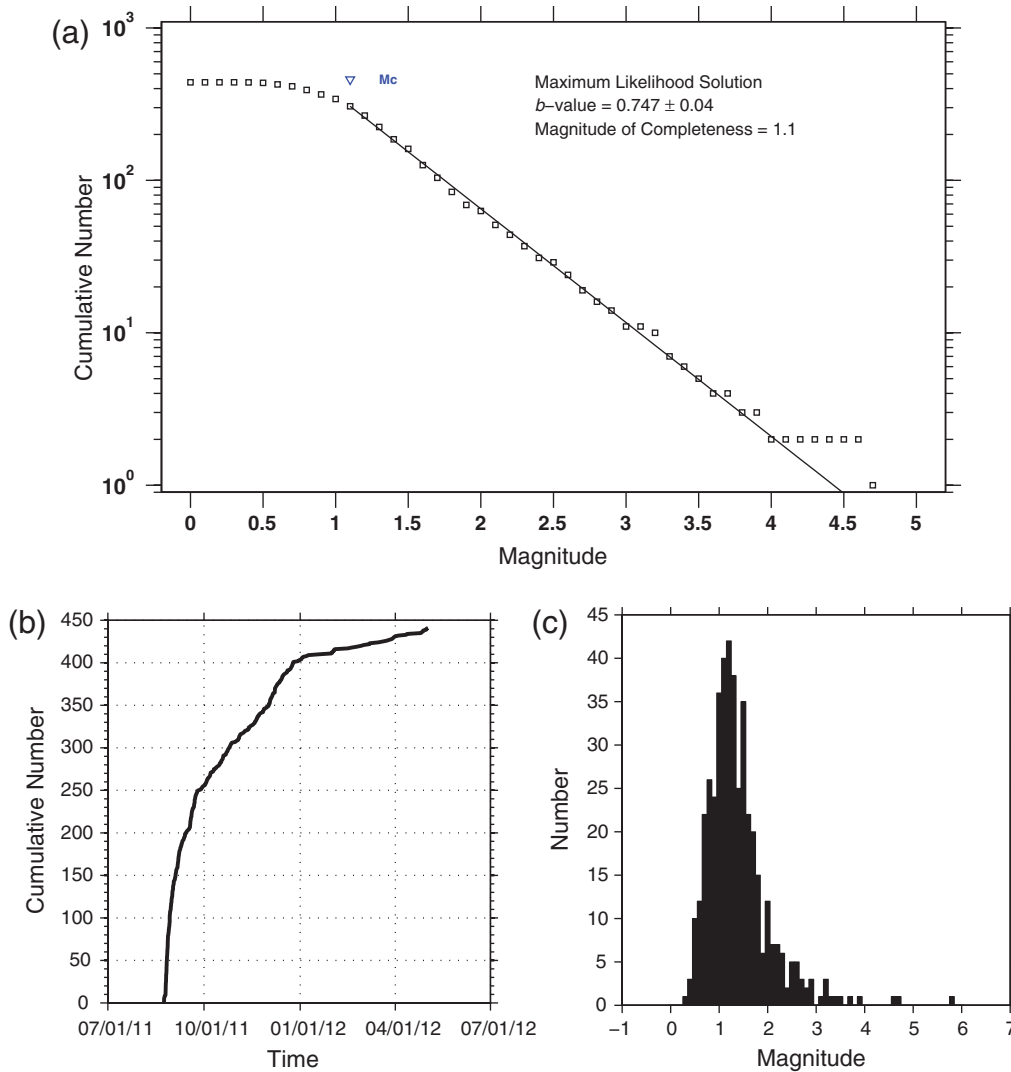 (a)
Cumulative Number
10³
10²
10¹
10⁰
Mc
Maximum Likelihood Solution
b−value = 0.747 ± 0.04
Magnitude of Completeness = 1.1
0 0.5 1 1.5 2 2.5 3 3.5 4 4.5 5
Magnitude
(b)
Cumulative Number
450
400
350
300
250
200
150
100
50
0
07/01/11 10/01/11 01/01/12 04/01/12 07/01/12
Time
(c)
Number
45
40
35
30
25
20
15
10
5
0
−1 0 1 2 3 4 5 6 7
Magnitude